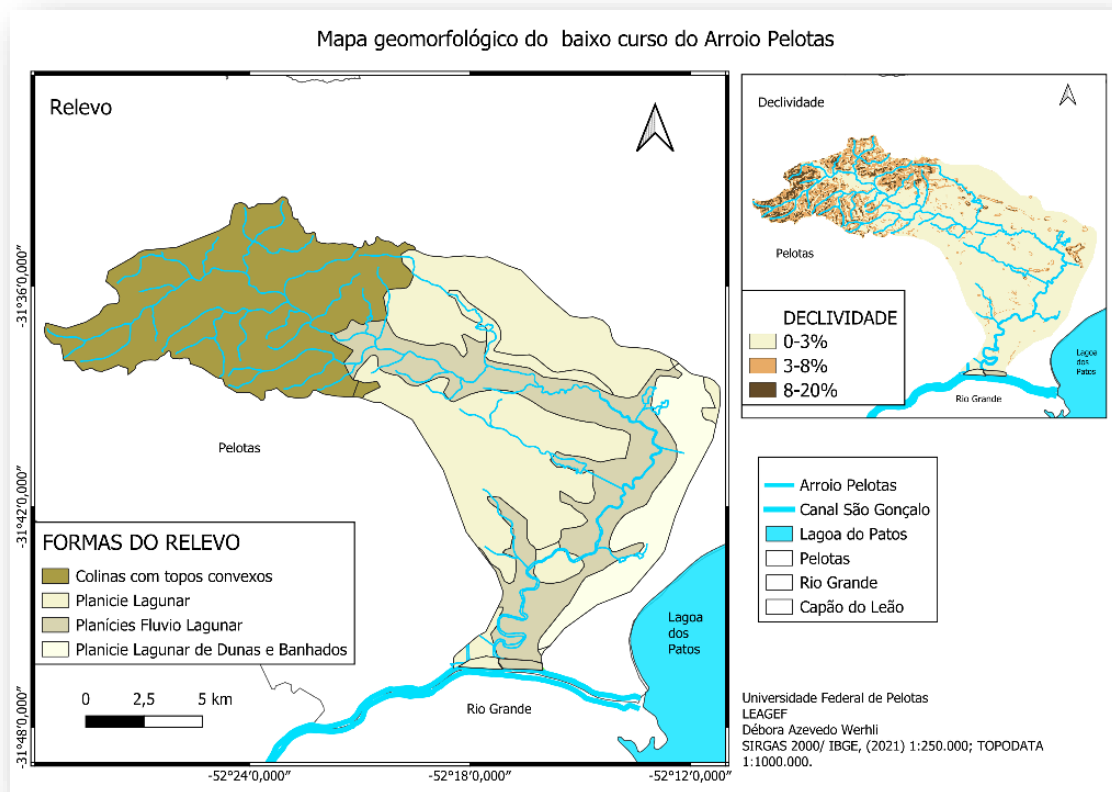 Mapa geomorfológico do  baixo curso do Arroio Pelotas
Relevo
Pelotas
FORMAS DO RELEVO
Colinas com topos convexos
Planicie Lagunar
Planícies Fluvio Lagunar
Planicie Lagunar de Dunas e Banhados
0 2,5 5 km
Rio Grande
Lagoa
dos
Patos
-31°36'0,000"
-31°42'0,000"
-31°48'0,000"
-52°24'0,000"
-52°18'0,000"
-52°12'0,000"
Declividade
Pelotas
DECLIVIDADE
0-3%
3-8%
8-20%
Lagoa
dos
Patos
Rio Grande
Arroio Pelotas
Canal São Gonçalo
Lagoa do Patos
Pelotas
Rio Grande
Capão do Leão
Universidade Federal de Pelotas
LEAGEF
Débora Azevedo Werhli
SIRGAS 2000/ IBGE, (2021) 1:250.000; TOPODATA
1:1000.000.